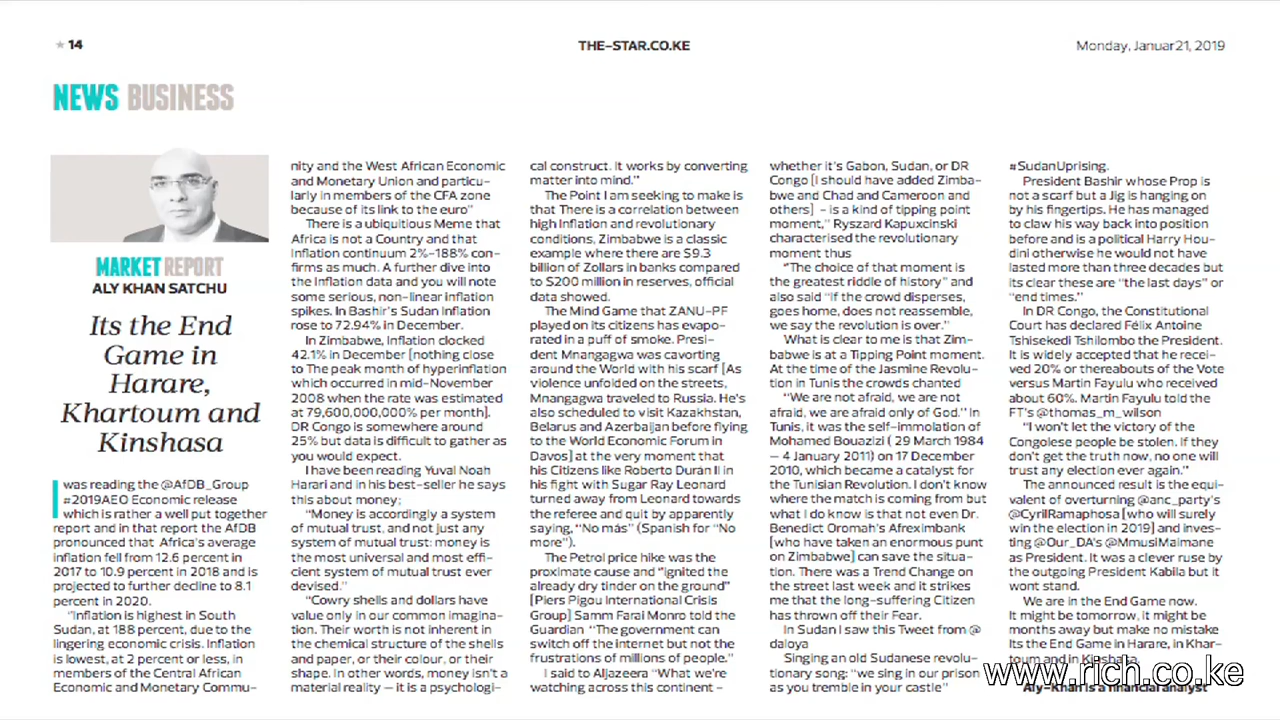 ★ 14
THE-STAR.CO.KE
Monday, Januar21, 2019
NEWS BUSINESS
MARKET REPORT
ALY KHAN SATCHU
Its the End
Game in
Harare,
Khartoum and
Kinshasa
I was reading the @AfDB_Group
#2019AEO Economic release
which is rather a well put together
report and in that report the AfDB
pronounced that Africa's average
inflation fell from 12.6 percent in
2017 to 10.9 percent in 2018 and is
projected to further decline to 8.1
percent in 2020.
"Inflation is highest in South
Sudan, at 188 percent, due to the
lingering economic crisis. Inflation
is lowest, at 2 percent or less, in
members of the Central African
Economic and Monetary Commu-
nity and the West African Economic
and Monetary Union and particu-
larly in members of the CFA zone
because of its link to the euro"
There is a ubiquitious Meme that
Africa is not a Country and that
Inflation continuum 2%-188% con-
firms as much. A further dive into
the Inflation data and you will note
some serious, non-linear inflation
spikes. In Bashir's Sudan Inflation
rose to 72.94% in December.
In Zimbabwe, Inflation clocked
42.1% in December [nothing close
to The peak month of hyperinflation
which occurred in mid-November
2008 when the rate was estimated
at 79,600,000,000% per month].
DR Congo is somewhere around
25% but data is difficult to gather as
you would expect.
I have been reading Yuval Noah
Harari and in his best-seller he says
this about money;
"Money is accordingly a system
of mutual trust, and not just any
system of mutual trust: money is
the most universal and most effi-
cient system of mutual trust ever
devised."
"Cowry shells and dollars have
value only in our common imagina-
tion. Their worth is not inherent in
the chemical structure of the shells
and paper, or their colour, or their
shape. In other words, money isn't a
material reality — it is a psychologi-
cal construct. It works by converting
matter into mind."
The Point I am seeking to make is
that There is a correlation between
high Inflation and revolutionary
conditions, Zimbabwe is a classic
example where there are $9.3
billion of Zollars in banks compared
to $200 million in reserves, official
data showed.
The Mind Game that ZANU-PF
played on its citizens has evapo-
rated in a puff of smoke. Presi-
dent Mnangagwa was cavorting
around the World with his scarf [As
violence unfolded on the streets,
Mnangagwa traveled to Russia. He's
also scheduled to visit Kazakhstan,
Belarus and Azerbaijan before flying
to the World Economic Forum in
Davos] at the very moment that
his Citizens like Roberto Durán II in
his fight with Sugar Ray Leonard
turned away from Leonard towards
the referee and quit by apparently
saying, "No más" (Spanish for "No
more").
The Petrol price hike was the
proximate cause and "ignited the
already dry tinder on the ground"
[Piers Pigou International Crisis
Group] Samm Farai Monro told the
Guardian "The government can
switch off the internet but not the
frustrations of millions of people."
I said to AlJazeera "What we're
watching across this continent –
whether it's Gabon, Sudan, or DR
Congo [I should have added Zimba-
bwe and Chad and Cameroon and
others] - is a kind of tipping point
moment," Ryszard Kapuxcinski
characterised the revolutionary
moment thus
"The choice of that moment is
the greatest riddle of history" and
also said "If the crowd disperses,
goes home, does not reassemble,
we say the revolution is over."
What is clear to me is that Zim-
babwe is at a Tipping Point moment.
At the time of the Jasmine Revolu-
tion in Tunis the crowds chanted
"We are not afraid, we are not
afraid, we are afraid only of God." In
Tunis, it was the self-immolation of
Mohamed Bouazizi ( 29 March 1984
– 4 January 2011) on 17 December
2010, which became a catalyst for
the Tunisian Revolution. I don't know
where the match is coming from but
what I do know is that not even Dr.
Benedict Oromah's Afreximbank
[who have taken an enormous punt
on Zimbabwe] can save the situa-
tion. There was a Trend Change on
the street last week and it strikes
me that the long-suffering Citizen
has thrown off their Fear.
In Sudan I saw this Tweet from @
daloya
Singing an old Sudanese revolu-
tionary song: "we sing in our prison
as you tremble in your castle"
#SudanUprising.
President Bashir whose Prop is
not a scarf but a Jig is hanging on
by his fingertips. He has managed
to claw his way back into position
before and is a political Harry Hou-
dini otherwise he would not have
lasted more than three decades but
its clear these are "the last days" or
"end times."
In DR Congo, the Constitutional
Court has declared Félix Antoine
Tshisekedi Tshilombo the President.
It is widely accepted that he recei-
ved 20% or thereabouts of the Vote
versus Martin Fayulu who received
about 60%. Martin Fayulu told the
FT's @thomas_m_wilson
"I won't let the victory of the
Congolese people be stolen. If they
don't get the truth now, no one will
trust any election ever again."
The announced result is the equi-
valent of overturning @anc_party's
@CyrilRamaphosa [who will surely
win the election in 2019] and inves-
ting @Our_DA's @MmusiMaimane
as President. It was a clever ruse by
the outgoing President Kabila but it
wont stand.
We are in the End Game now.
It might be tomorrow, it might be
months away but make no mistake
Its the End Game in Harare, in Khar-
toum and in Kinshasa.
Aly-Khan is a financial analyst
www.rich.co.ke